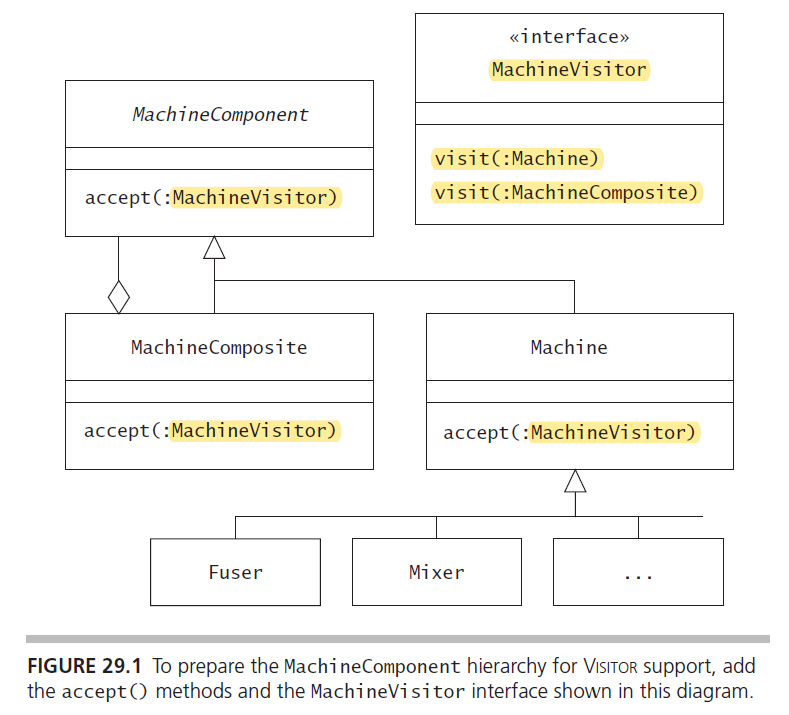 «interface»
MachineVisitor
visit(:Machine)
visit(:MachineComposite)
MachineComponent
accept(:MachineVisitor)
MachineComposite
accept(:MachineVisitor)
Machine
accept(:MachineVisitor)
Fuser
Mixer
...
FIGURE 29.1 To prepare the MachineComponent hierarchy for VISITOR support, add
the accept() methods and the MachineVisitor interface shown in this diagram.